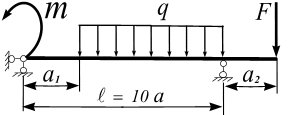 m
q
F
a₁
a₂
ℓ = 10 a